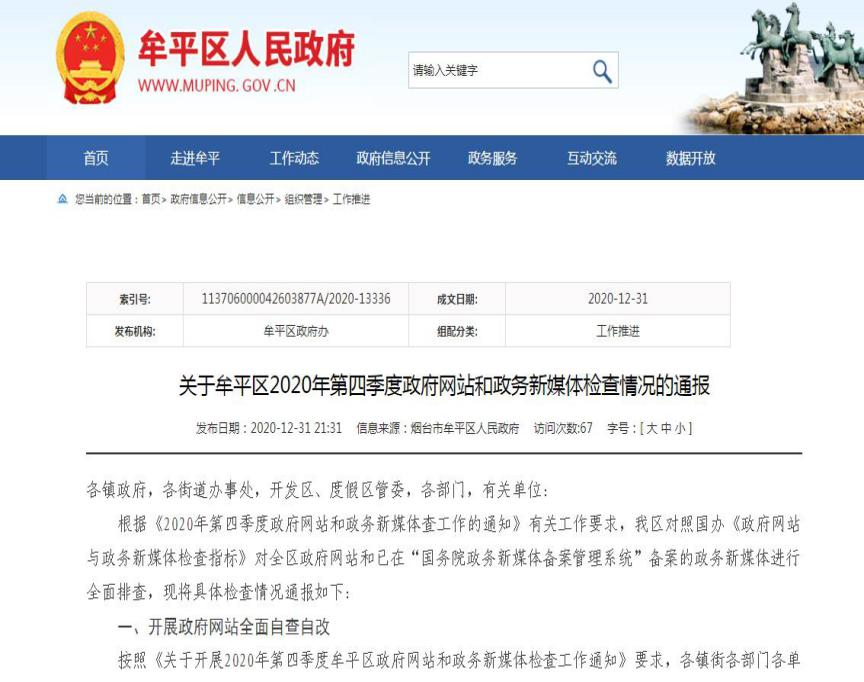 牟平区人民政府
WWW.MUPING.GOV.CN
请输入关键字
首页 走进牟平 工作动态 政府信息公开 政务服务 互动交流 数据开放
您当前的位置：首页» 政府信息公开» 信息公开» 组织管理» 工作推进
索引号: 113706000042603877A/2020-13336 成文日期: 2020-12-31
发布机构: 牟平区政府办 组配分类: 工作推进
关于牟平区2020年第四季度政府网站和政务新媒体检查情况的通报
发布日期：2020-12-31 21:31 信息来源：烟台市牟平区人民政府 访问次数:67 字号：[ 大 中 小 ]
各镇政府，各街道办事处，开发区、度假区管委，各部门，有关单位：
根据《2020年第四季度政府网站和政务新媒体查工作的通知》有关工作要求，我区对照国办《政府网站
与政务新媒体检查指标》对全区政府网站和已在“国务院政务新媒体备案管理系统”备案的政务新媒体进行
全面排查，现将具体检查情况通报如下：
一、开展政府网站全面自查自改
按照《关于开展2020年第四季度牟平区政府网站和政务新媒体检查工作通知》要求，各镇街各部门各单